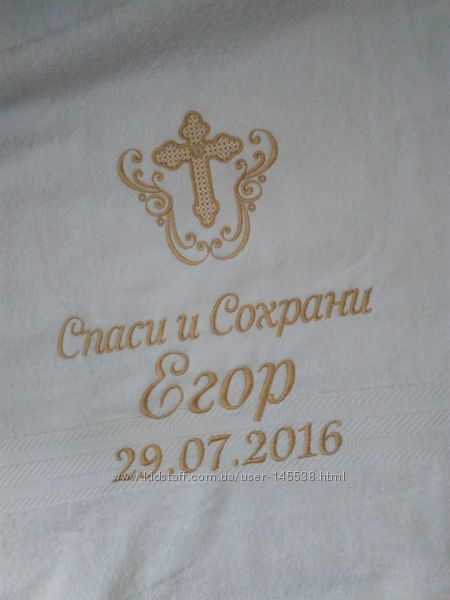 Спаси и Сохрани
Егор
29.07.2016
www.kidstaff.com.ua/user-145538.html